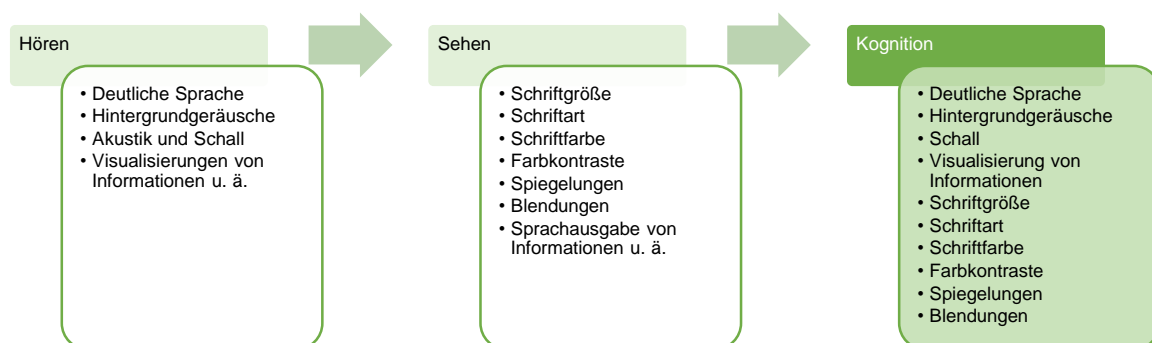 Hören
• Deutliche Sprache
• Hintergrundgeräusche
• Akustik und Schall
• Visualisierungen von
Informationen u. ä.
Sehen
• Schriftgröße
• Schriftart
• Schriftfarbe
• Farbkontraste
• Spiegelungen
• Blendungen
• Sprachausgabe von
Informationen u. ä.
Kognition
• Deutliche Sprache
• Hintergrundgeräusche
• Schall
• Visualisierung von
Informationen
• Schriftgröße
• Schriftart
• Schriftfarbe
• Farbkontraste
• Spiegelungen
• Blendungen